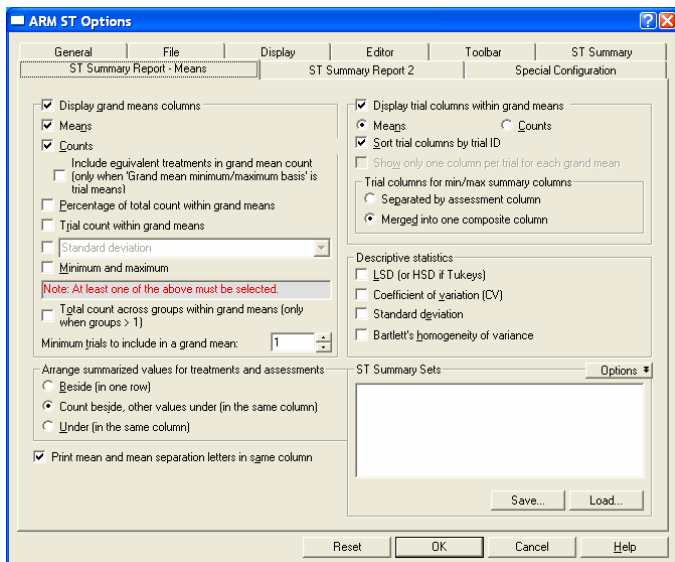 ARM ST Options
General File Display Editor Toolbar ST Summary
ST Summary Report - Means ST Summary Report 2 Special Configuration
Display grand means columns
Means
Counts
Include equivalent treatments in grand mean count
(only when 'Grand mean minimum/maximum basis' is
trial means)
Percentage of total count within grand means
Trial count within grand means
Standard deviation
Minimum and maximum
Note: At least one of the above must be selected.
Total count across groups within grand means (only
when groups > 1)
Minimum trials to include in a grand mean: 1
Arrange summarized values for treatments and assessments
Beside (in one row)
Count beside, other values under (in the same column)
Under (in the same column)
Print mean and mean separation letters in same column
Display trial columns within grand means
Means Counts
Sort trial columns by trial ID
Show only one column per trial for each grand mean
Trial columns for min/max summary columns
Separated by assessment column
Merged into one composite column
Descriptive statistics
LSD (or HSD if Tukeys)
Coefficient of variation (CV)
Standard deviation
Bartlett's homogeneity of variance
ST Summary Sets Options
Save... Load...
Reset OK Cancel Help